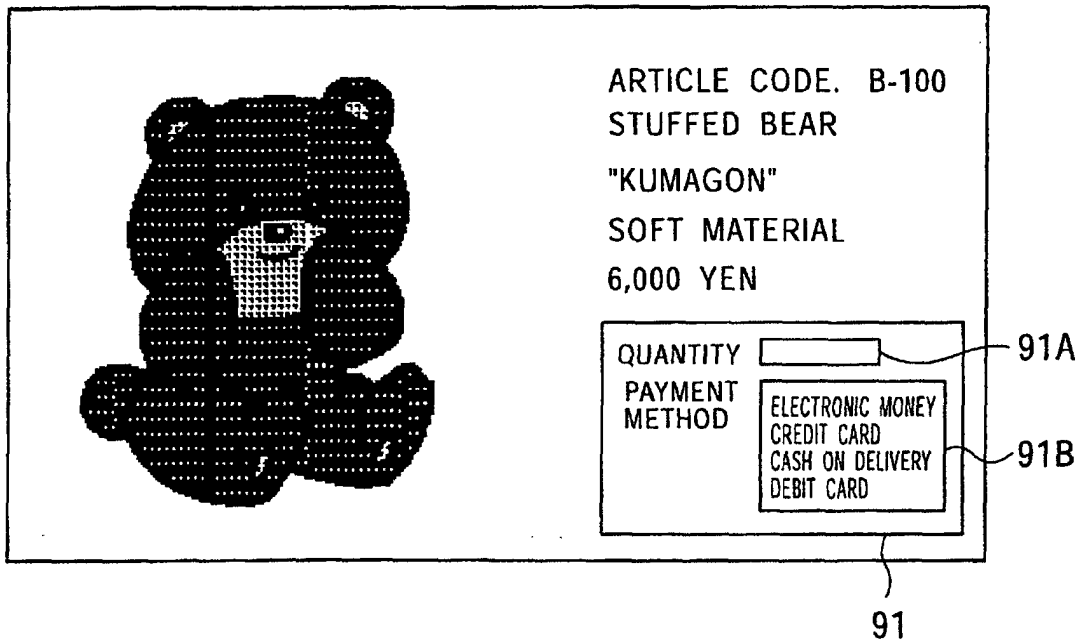 ARTICLE CODE. B-100
STUFFED BEAR
"KUMAGON"
SOFT MATERIAL
6,000 YEN
QUANTITY
91A
PAYMENT METHOD
ELECTRONIC MONEY
CREDIT CARD
CASH ON DELIVERY
DEBIT CARD
91B
91